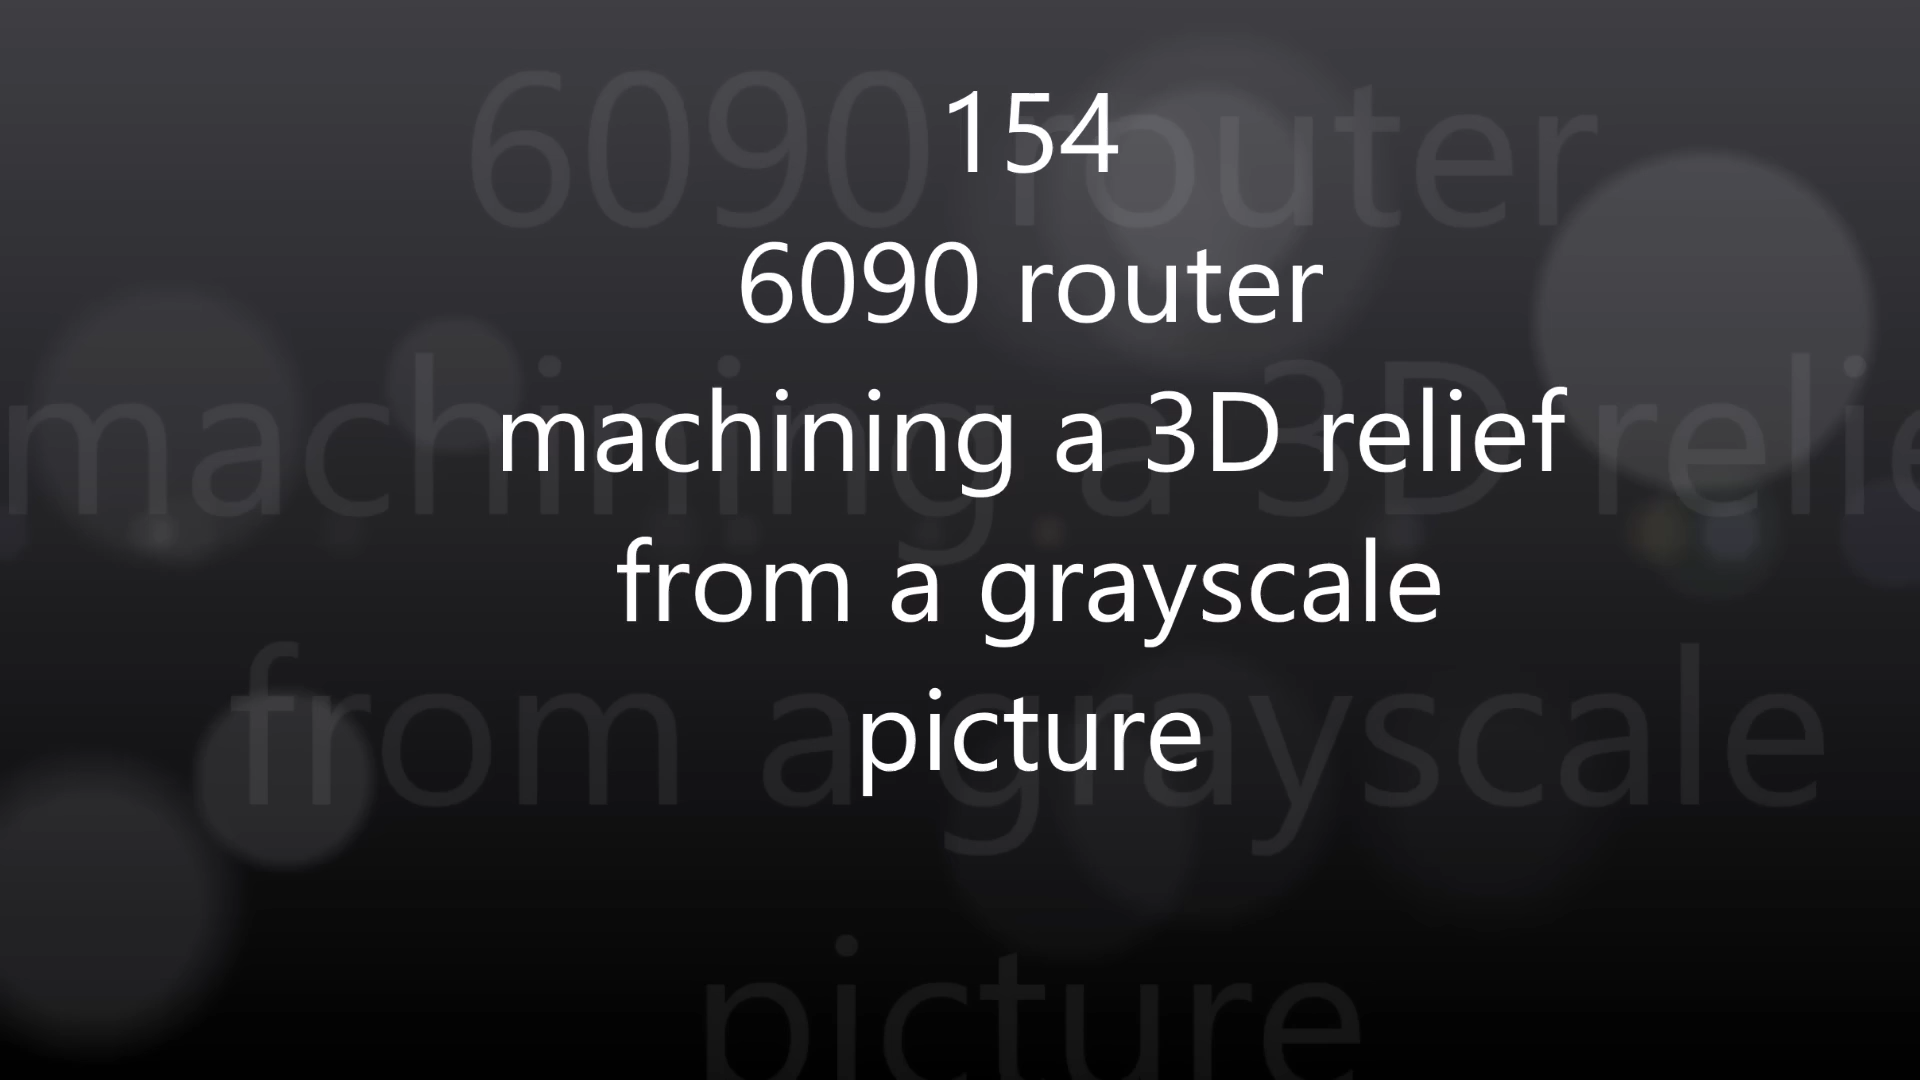 154
6090 router
machining a 3D relief
from a grayscale
picture